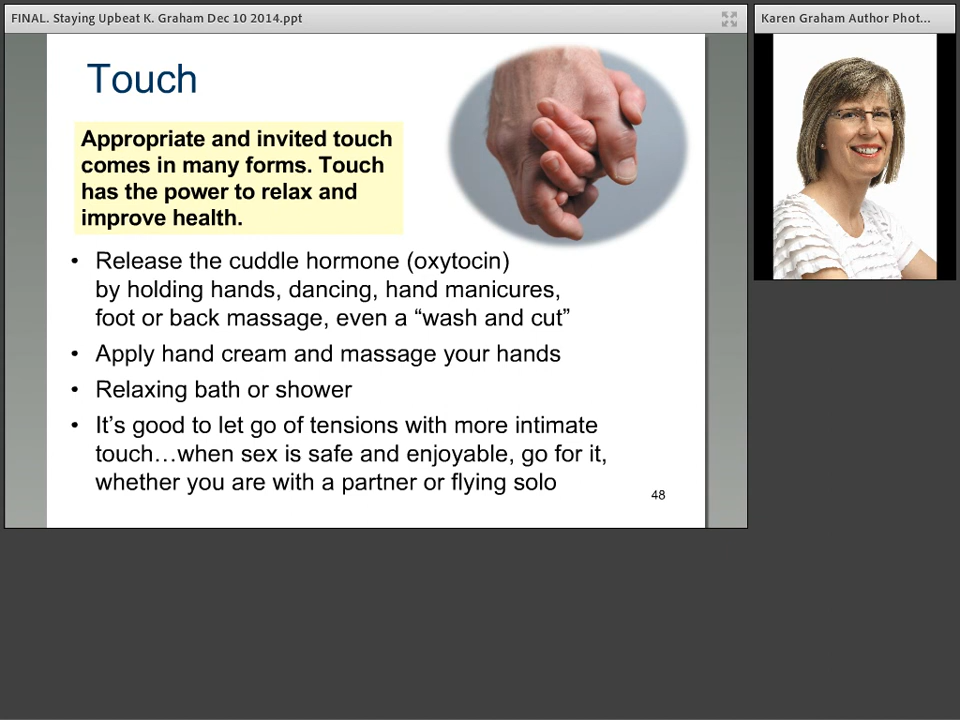 FINAL. Staying Upbeat K. Graham Dec 10 2014.ppt
Karen Graham Author Phot...
Touch
Appropriate and invited touch
comes in many forms. Touch
has the power to relax and
improve health.
• Release the cuddle hormone (oxytocin)
by holding hands, dancing, hand manicures,
foot or back massage, even a “wash and cut”
• Apply hand cream and massage your hands
• Relaxing bath or shower
• It’s good to let go of tensions with more intimate
touch…when sex is safe and enjoyable, go for it,
whether you are with a partner or flying solo
48